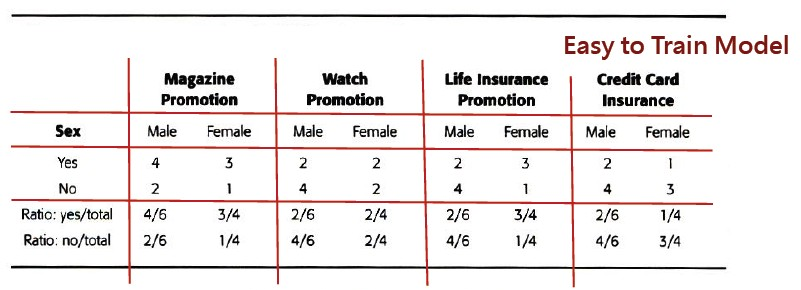 Easy to Train Model
Magazine Promotion Watch Promotion Life Insurance Promotion Credit Card Insurance
Sex Male Female Male Female Male Female Male Female
Yes 4 3 2 2 2 3 2 1
No 2 1 4 2 4 1 4 3
Ratio: yes/total 4/6 3/4 2/6 2/4 2/6 3/4 2/6 1/4
Ratio: no/total 2/6 1/4 4/6 2/4 4/6 1/4 4/6 3/4